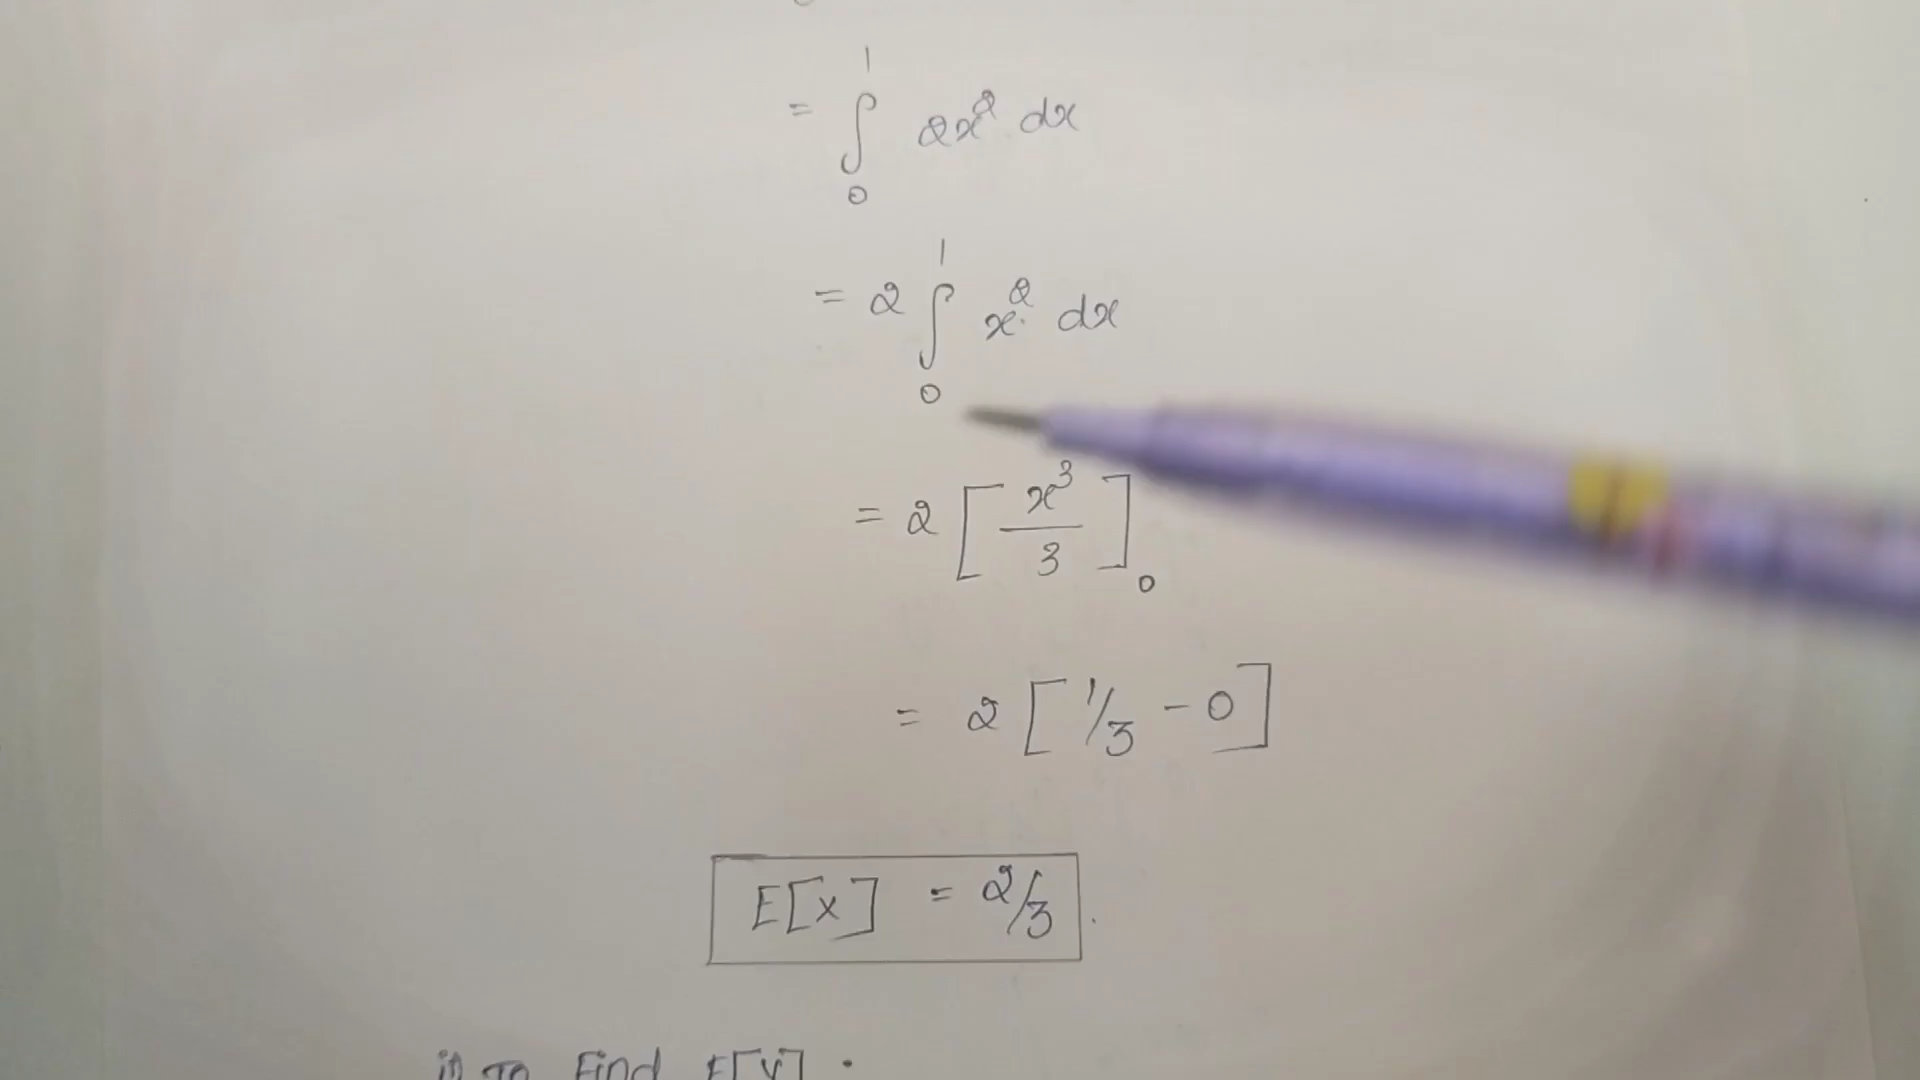 = ∫₀¹ 2x² dx
= 2 ∫₀¹ x² dx
= 2 [x³/3]₀
= 2 [1/3 - 0]
E[X] = 2/3.
ii) To Find E[Y] :